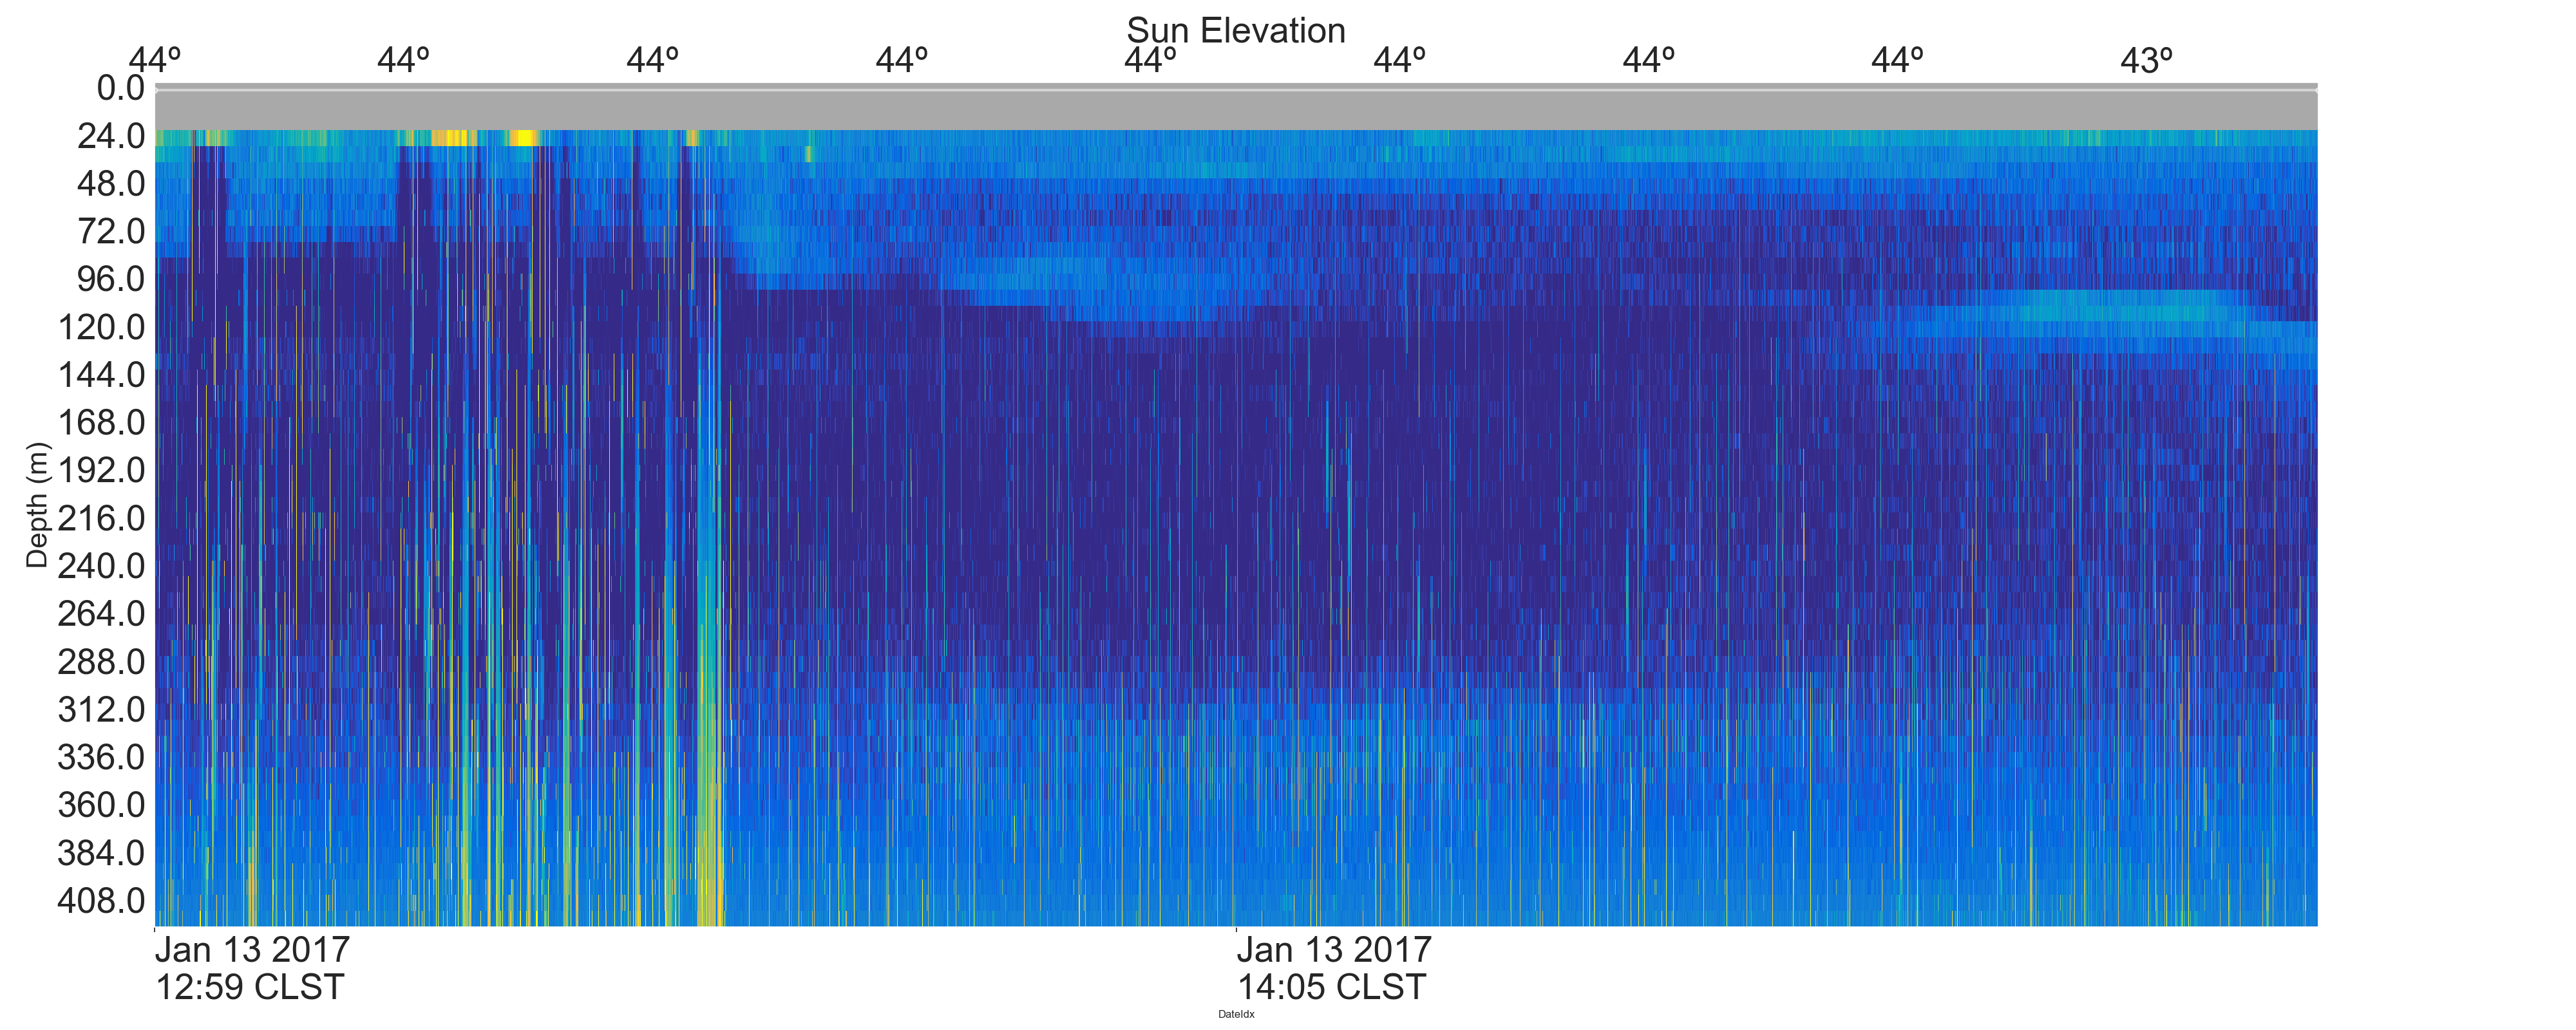 Sun Elevation
44º 44º 44º 44º 44º 44º 44º 44º 43º
0.0
24.0
48.0
72.0
96.0
120.0
144.0
168.0
192.0
216.0
240.0
264.0
288.0
312.0
336.0
360.0
384.0
408.0
Depth (m)
Jan 13 2017
12:59 CLST
Jan 13 2017
14:05 CLST
DateIdx